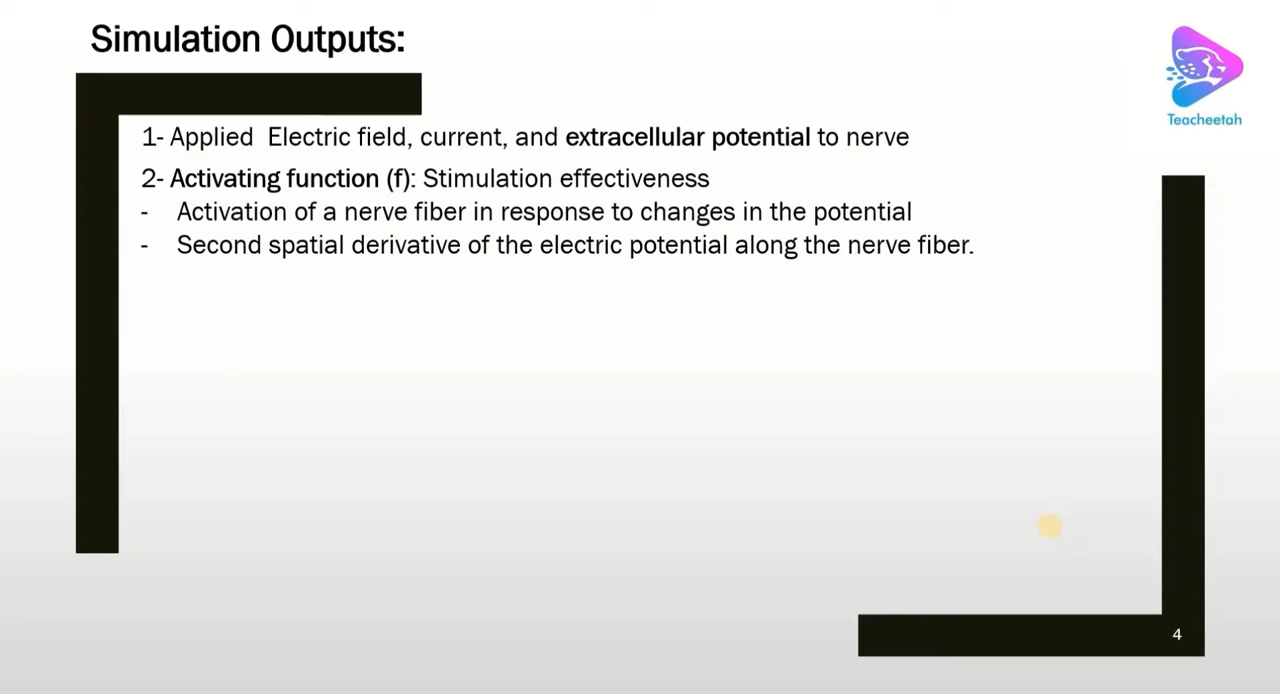 Simulation Outputs:
Teacheetah
1- Applied  Electric field, current, and extracellular potential to nerve
2- Activating function (f): Stimulation effectiveness
- Activation of a nerve fiber in response to changes in the potential
- Second spatial derivative of the electric potential along the nerve fiber.
4